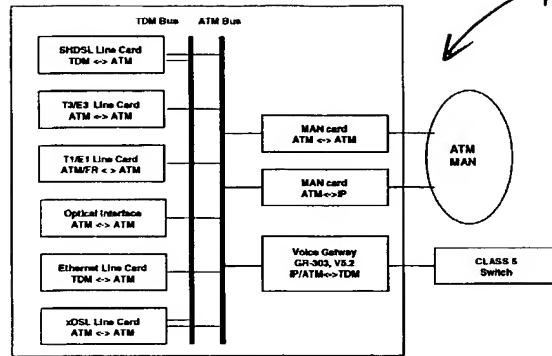 TDM Bus ATM Bus
SHDSL Line Card
TDM <-> ATM
T3/E3 Line Card
ATM <-> ATM
T1/E1 Line Card
ATM/FR <> ATM
Optical Interface
ATM <-> ATM
Ethernet Line Card
TDM <-> ATM
xDSL Line Card
ATM <-> ATM
MAN card
ATM <-> ATM
MAN card
ATM<->IP
Voice Gatway
GR-303, V5.2
IP/ATM<->TDM
ATM
MAN
CLASS 5
Switch